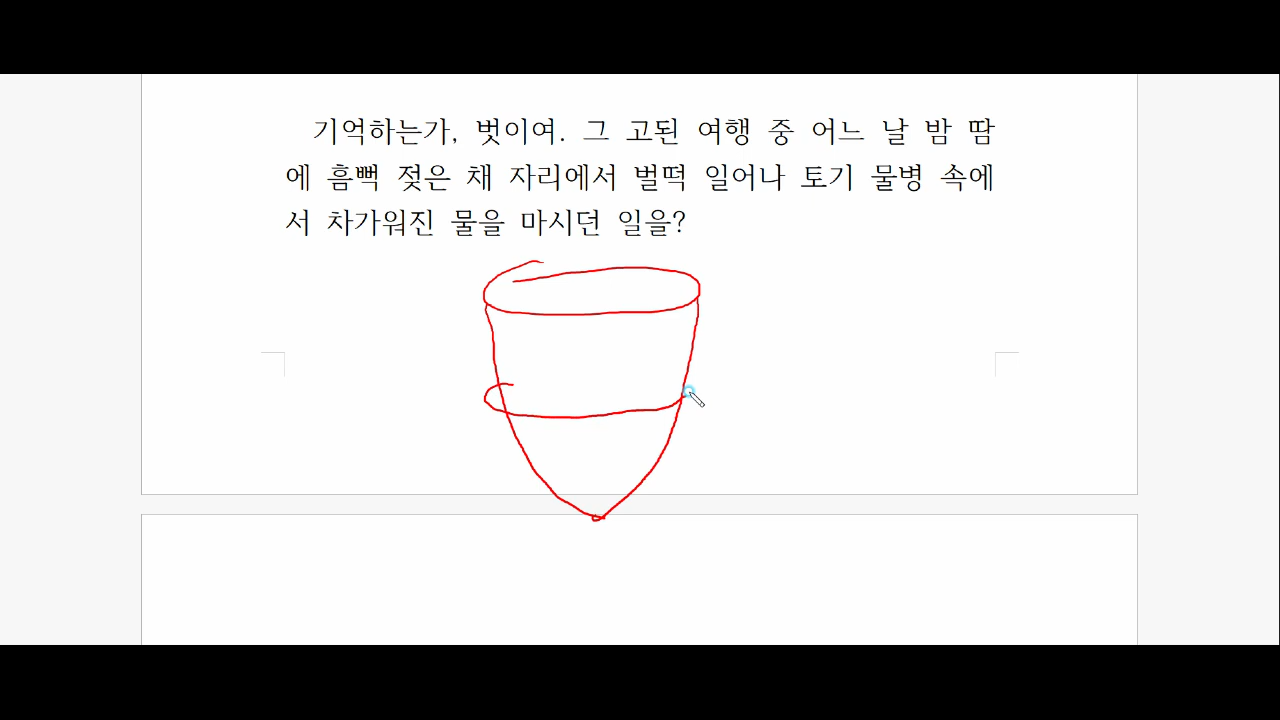 기억하는가, 벗이여. 그 고된 여행 중 어느 날 밤 땀
에 흠뻑 젖은 채 자리에서 벌떡 일어나 토기 물병 속에
서 차가워진 물을 마시던 일을?